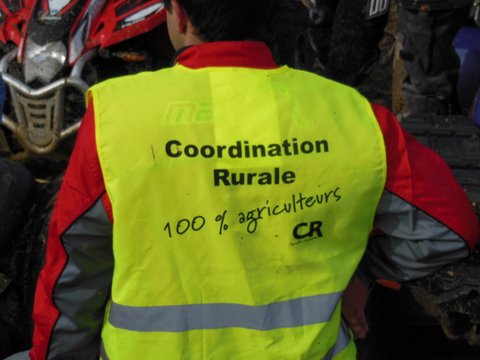 Coordination
Rurale
100 % agriculteurs
CR